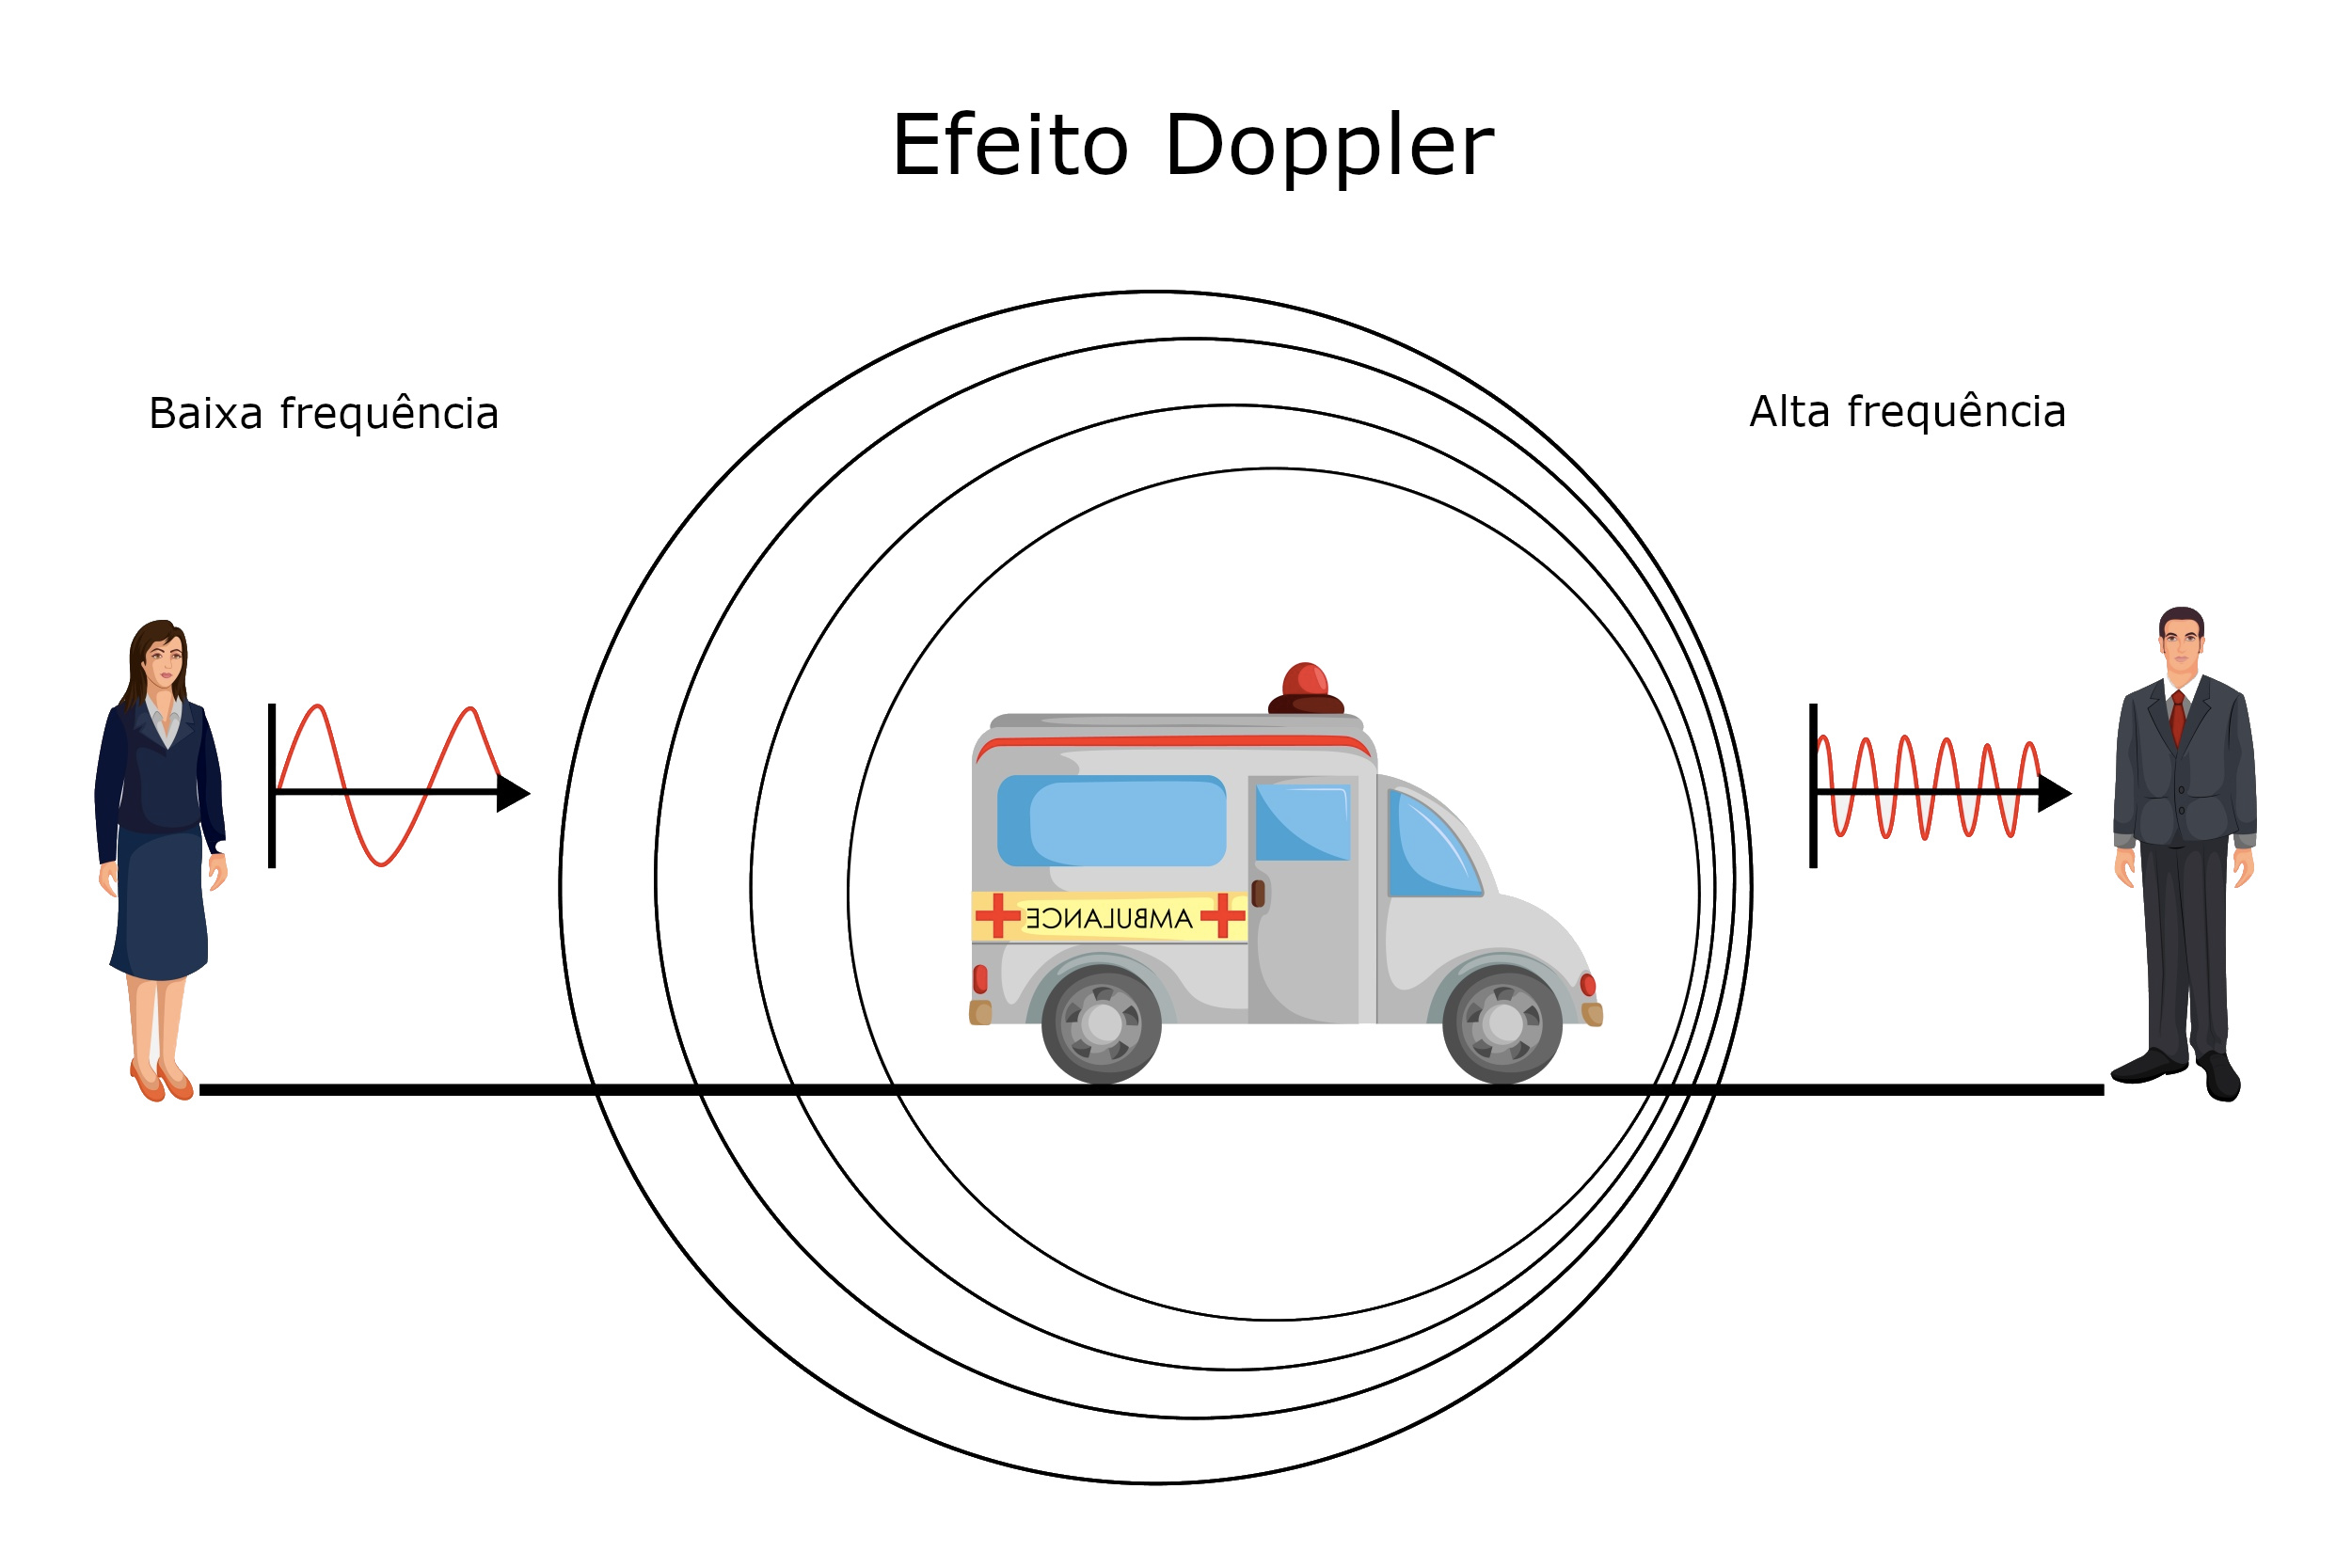 Efeito Doppler
Baixa frequência
Alta frequência
AMBULANCE